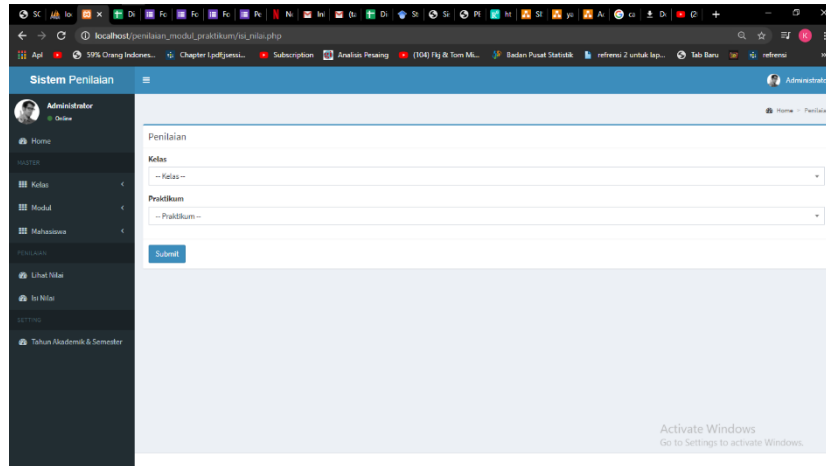 localhost/penilaian_modul_praktikum/isi_nilai.php
Apl 59% Orang Indones... Chapter I.pdf;jsessi... Subscription Analisis Pesaing (104) Fkj & Tom Mi... Badan Pusat Statistik refrensi 2 untuk lap... Tab Baru refrensi
Sistem Penilaian
Administrato
Administrator
Online
Home Penilaia
Home
Penilaian
MASTER
Kelas
-- Kelas --
Kelas
Praktikum
Modul
-- Praktikum --
Mahasiswa
PENILAIAN
Submit
Lihat Nilai
Isi Nilai
SETTING
Tahun Akademik & Semester
Activate Windows
Go to Settings to activate Windows.